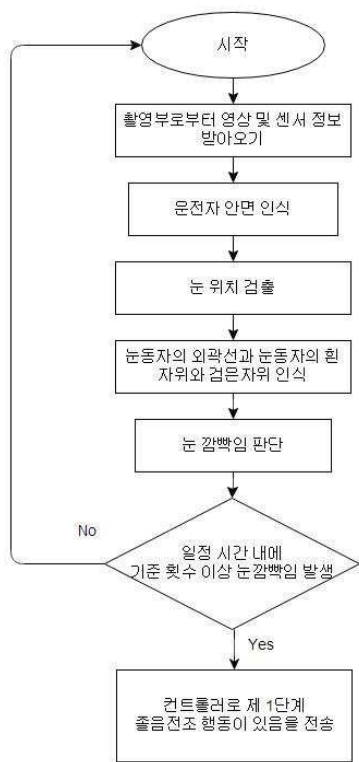 시작
촬영부로부터 영상 및 센서 정보
받아오기
운전자 안면 인식
눈 위치 검출
눈동자의 외곽선과 눈동자의 흰
자위와 검은자위 인식
눈 깜빡임 판단
No
일정 시간 내에
기준 횟수 이상 눈깜빡임 발생
Yes
컨트롤러로 제 1단계
졸음전조 행동이 있음을 전송